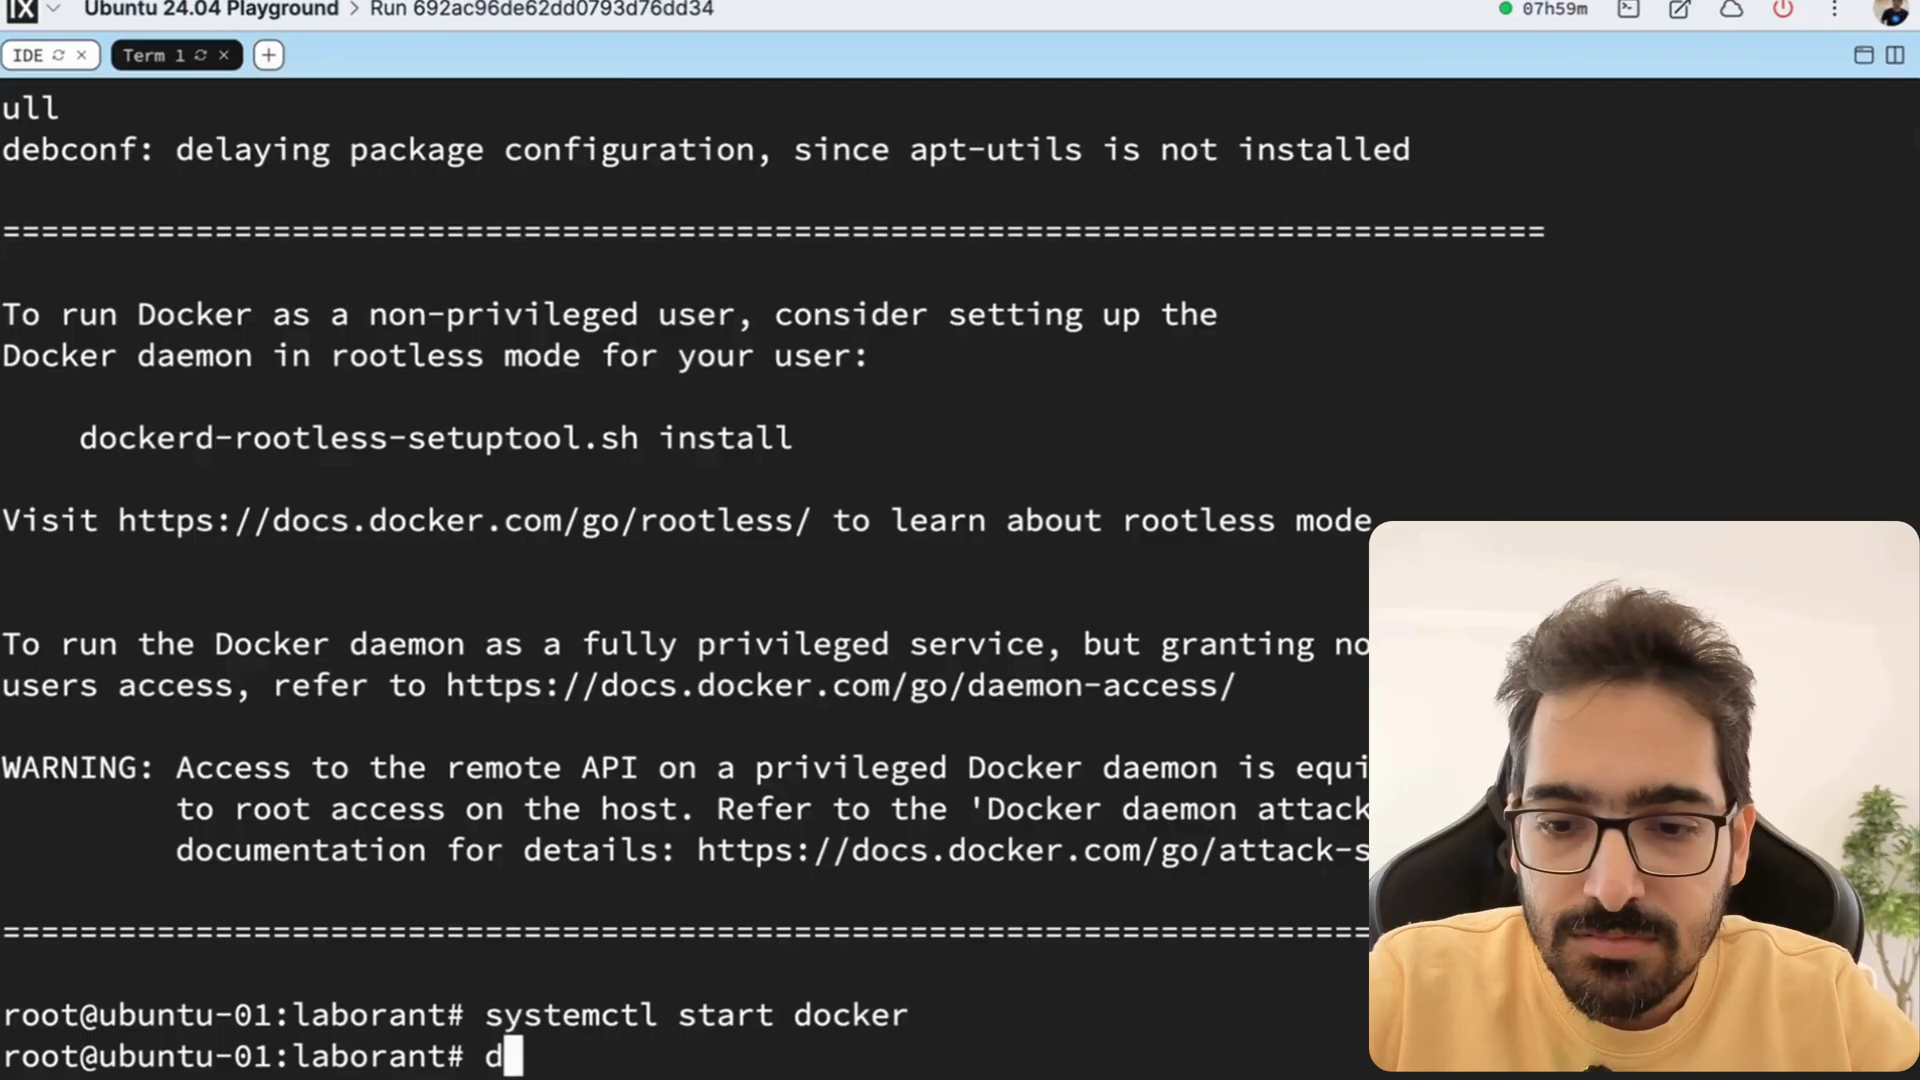 Ubuntu 24.04 Playground > Run 692ac96de62dd0793d76dd34
07h59m
IDE
Term 1
ull
debconf: delaying package configuration, since apt-utils is not installed
================================================================================
To run Docker as a non-privileged user, consider setting up the
Docker daemon in rootless mode for your user:
dockerd-rootless-setuptool.sh install
Visit https://docs.docker.com/go/rootless/ to learn about rootless mode
To run the Docker daemon as a fully privileged service, but granting no
users access, refer to https://docs.docker.com/go/daemon-access/
WARNING: Access to the remote API on a privileged Docker daemon is equi
to root access on the host. Refer to the 'Docker daemon attack
documentation for details: https://docs.docker.com/go/attack-s
=======================================================================
root@ubuntu-01:laborant# systemctl start docker
root@ubuntu-01:laborant# d